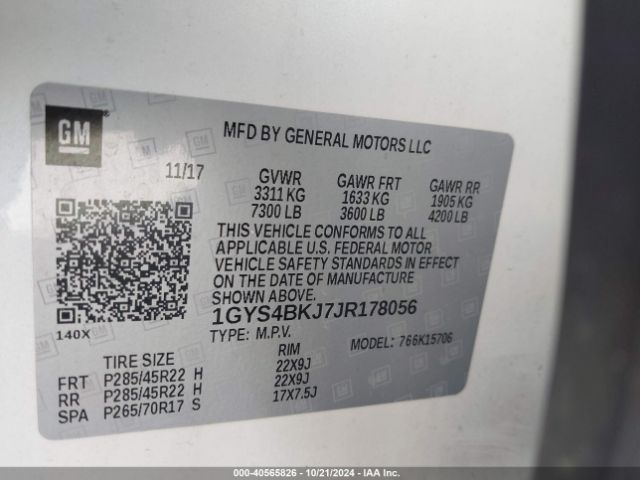 GM
®
MFD BY GENERAL MOTORS LLC
11/17
GVWR GAWR FRT GAWR RR
3311 KG 1633 KG 1905 KG
7300 LB 3600 LB 4200 LB
THIS VEHICLE CONFORMS TO ALL
APPLICABLE U.S. FEDERAL MOTOR
VEHICLE SAFETY STANDARDS IN EFFECT
ON THE DATE OF MANUFACTURE
SHOWN ABOVE.
1GYS4BKJ7JR178056
140X
TYPE: M.P.V. MODEL: 766K15706
TIRE SIZE RIM
FRT P285/45R22 H 22X9J
RR P285/45R22 H 22X9J
SPA P265/70R17 S 17X7.5J
000-40565826 - 10/21/2024 - IAAI.COM